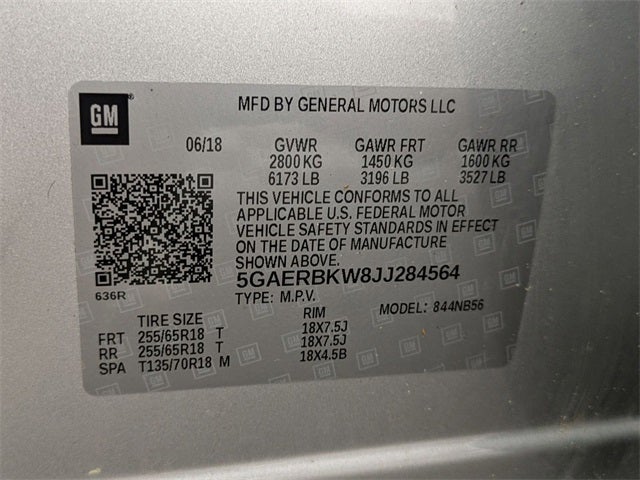 GM
MFD BY GENERAL MOTORS LLC
06/18 GVWR GAWR FRT GAWR RR
2800 KG 1450 KG 1600 KG
6173 LB 3196 LB 3527 LB
THIS VEHICLE CONFORMS TO ALL
APPLICABLE U.S. FEDERAL MOTOR
VEHICLE SAFETY STANDARDS IN EFFECT
ON THE DATE OF MANUFACTURE
SHOWN ABOVE.
5GAERBKW8JJ284564
636R
TYPE: M.P.V. MODEL: 844NB56
TIRE SIZE RIM
FRT 255/65R18 T 18X7.5J
RR 255/65R18 T 18X7.5J
SPA T135/70R18 M 18X4.5B